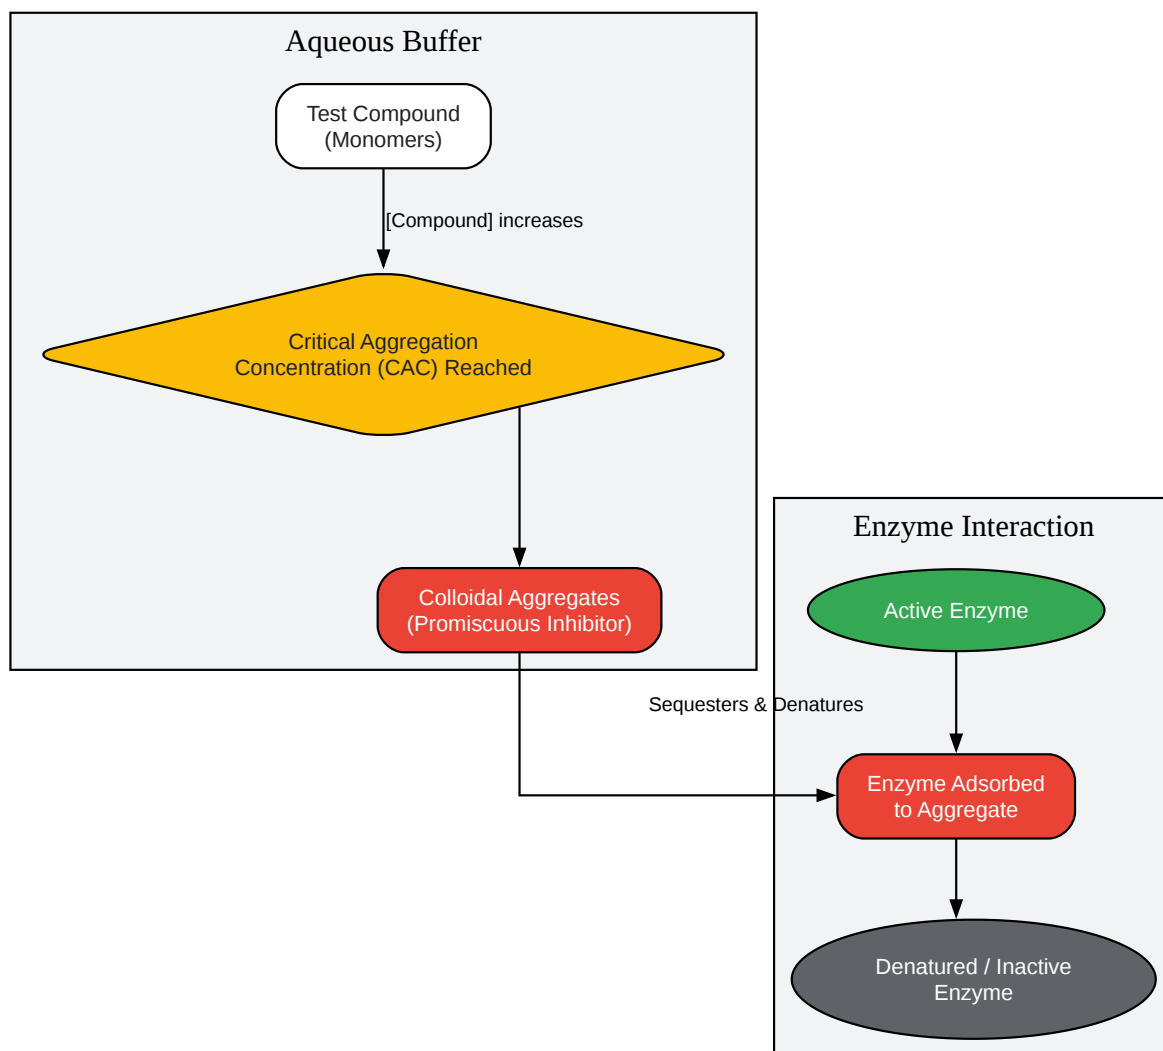 Aqueous Buffer
Test Compound
(Monomers)
[Compound] increases
Critical Aggregation
Concentration (CAC) Reached
Colloidal Aggregates
(Promiscuous Inhibitor)
Enzyme Interaction
Active Enzyme
Sequesters & Denatures
Enzyme Adsorbed
to Aggregate
Denatured / Inactive
Enzyme